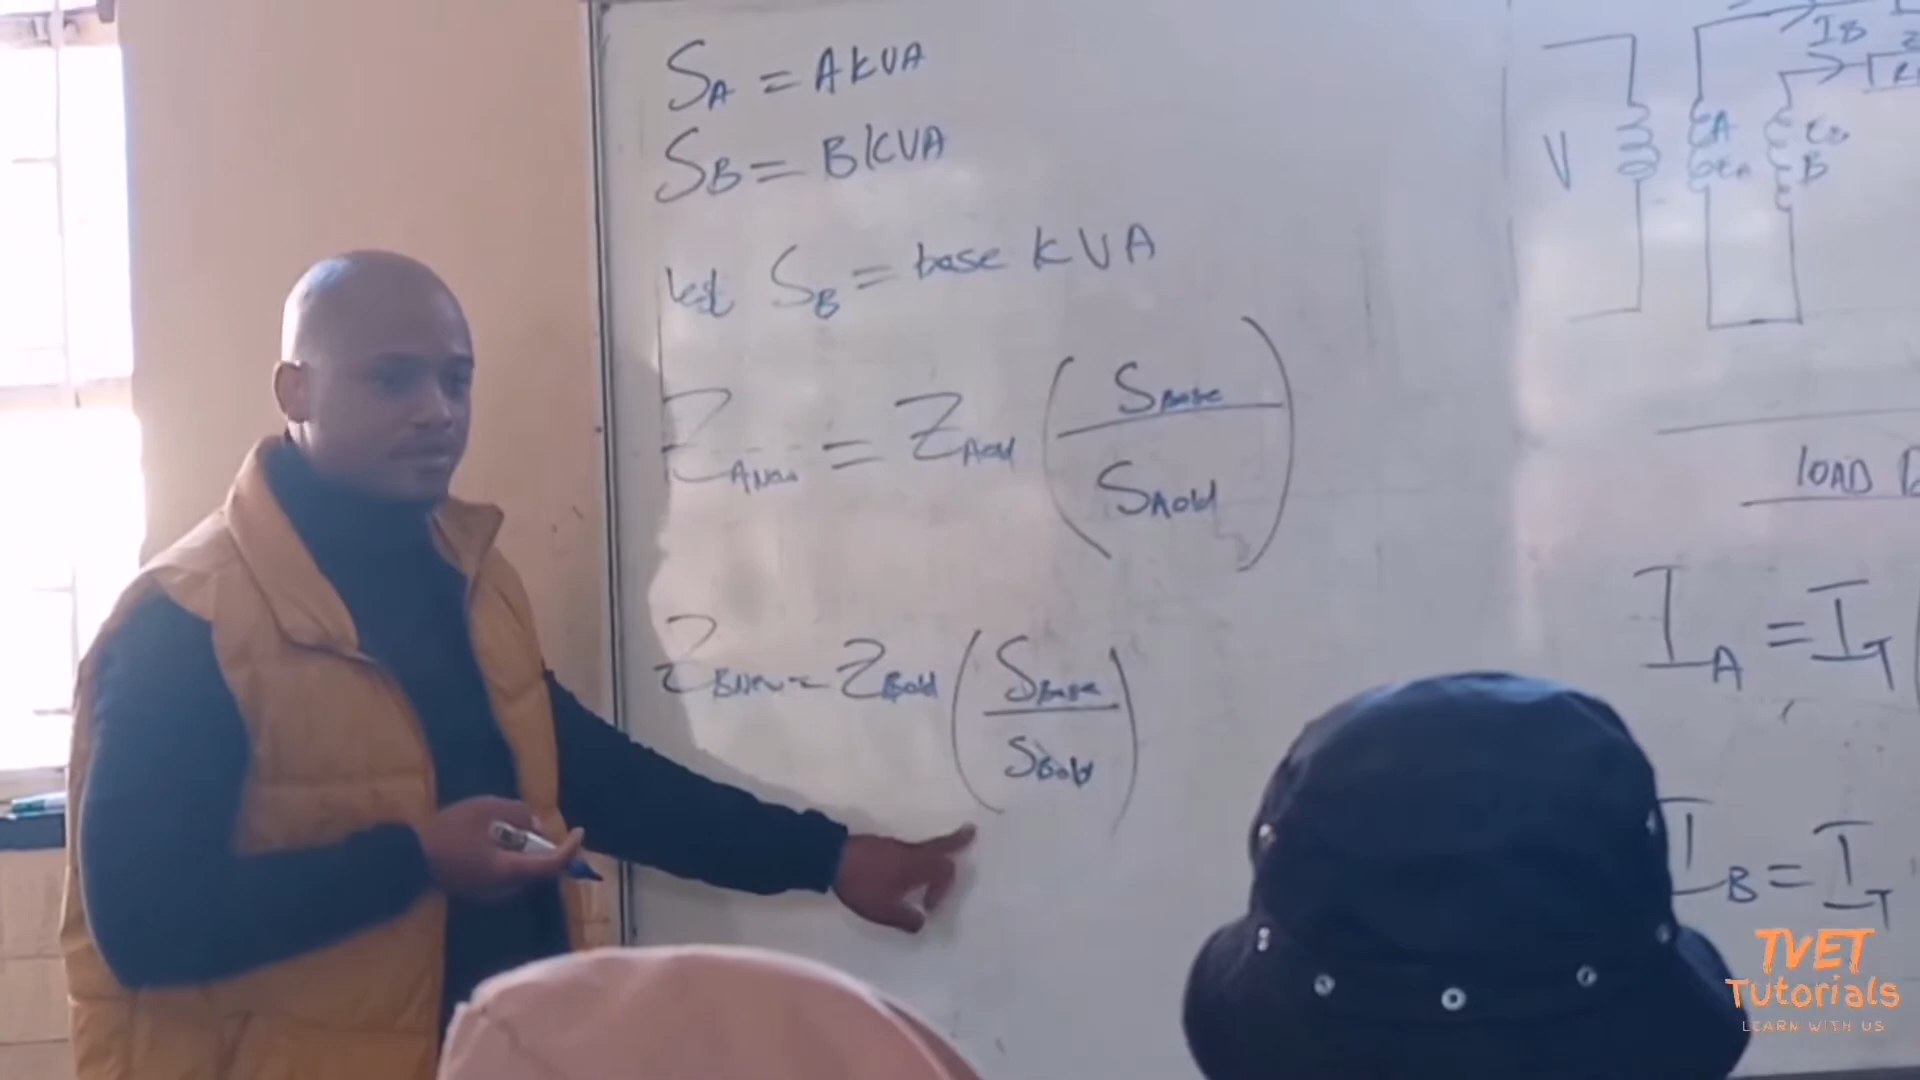 S_A = A kVA
S_B = B kVA
let S_B = base kVA
Z_ANew = Z_Aold (S_Base / S_Aold)
Z_BNew = Z_Bold (S_Base / S_Bold)
I_B
V
A
B
LOAD
I_A = I_T (
I_B = I_T
TVET
Tutorials
LEARN WITH US